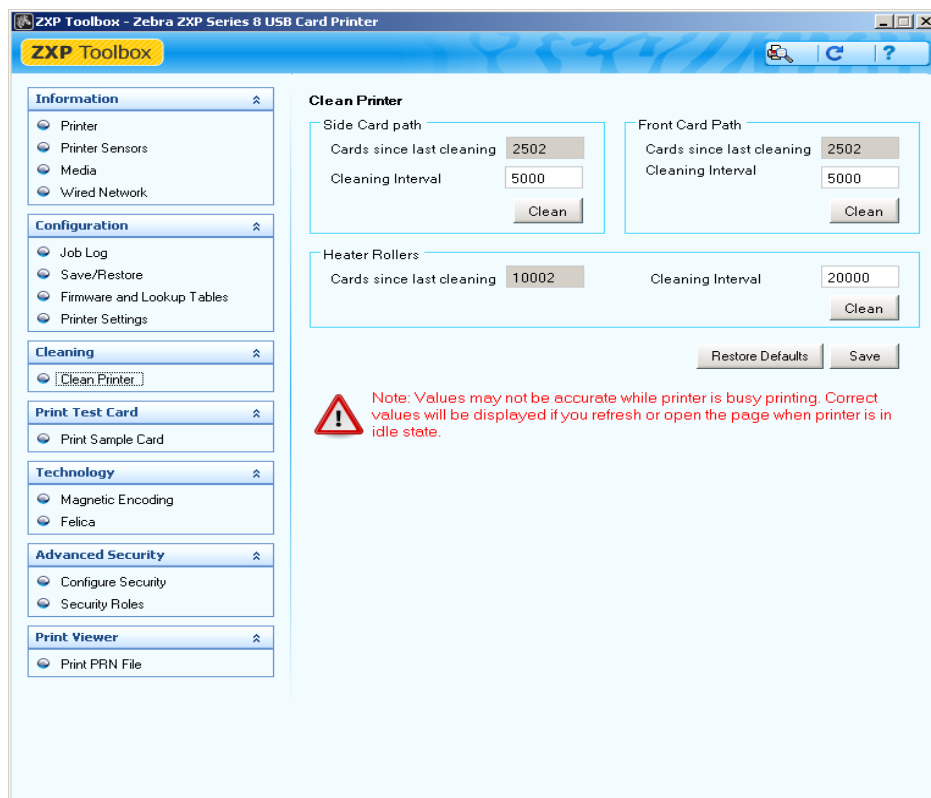 ZXP Toolbox - Zebra ZXP Series 8 USB Card Printer
ZXP Toolbox
?
Information
Printer
Printer Sensors
Media
Wired Network
Configuration
Job Log
Save/Restore
Firmware and Lookup Tables
Printer Settings
Cleaning
Clean Printer
Print Test Card
Print Sample Card
Technology
Magnetic Encoding
Felica
Advanced Security
Configure Security
Security Roles
Print Viewer
Print PRN File
Clean Printer
Side Card path
Cards since last cleaning 2502
Cleaning Interval 5000
Clean
Front Card Path
Cards since last cleaning 2502
Cleaning Interval 5000
Clean
Heater Rollers
Cards since last cleaning 10002 Cleaning Interval 20000
Clean
Restore Defaults Save
Note: Values may not be accurate while printer is busy printing. Correct
values will be displayed if you refresh or open the page when printer is in
idle state.